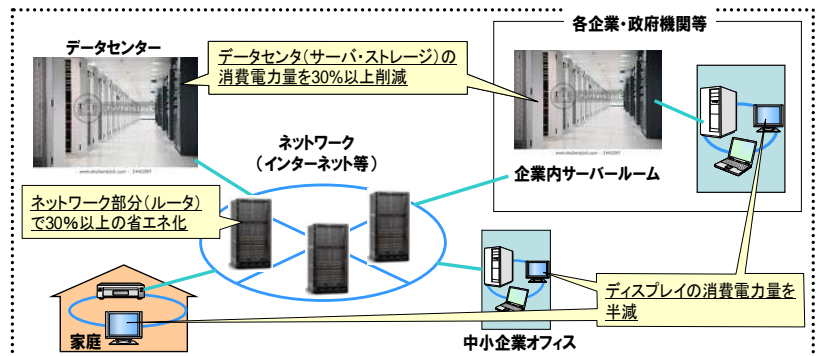 各企業・政府機関等
データセンター
データセンタ(サーバ・ストレージ)の
消費電力量を30%以上削減
ネットワーク
(インターネット等)
企業内サーバールーム
ネットワーク部分(ルータ)
で30%以上の省エネ化
ディスプレイの消費電力量を
半減
家庭
中小企業オフィス